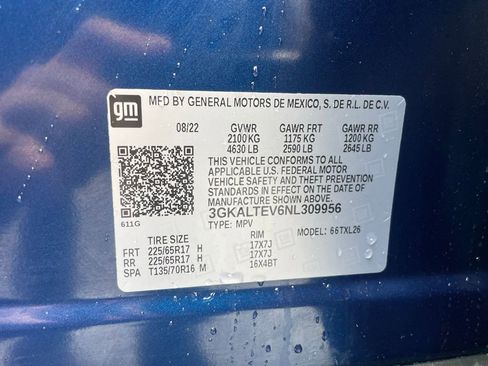 gm
MFD BY GENERAL MOTORS DE MEXICO, S. DE R.L. DE C.V.
08/22 GVWR GAWR FRT GAWR RR
2100 KG 1175 KG 1200 KG
4630 LB 2590 LB 2645 LB
THIS VEHICLE CONFORMS TO ALL
APPLICABLE U.S. FEDERAL MOTOR
VEHICLE SAFETY AND THEFT PREVENTION
STANDARDS IN EFFECT ON THE DATE OF
MANUFACTURE SHOWN ABOVE.
3GKALTEV6NL309956
611G
TYPE: MPV MODEL: 66TXL26
TIRE SIZE RIM
FRT 225/65R17 H 17X7J
RR 225/65R17 H 17X7J
SPA T135/70R16 M 16X4BT